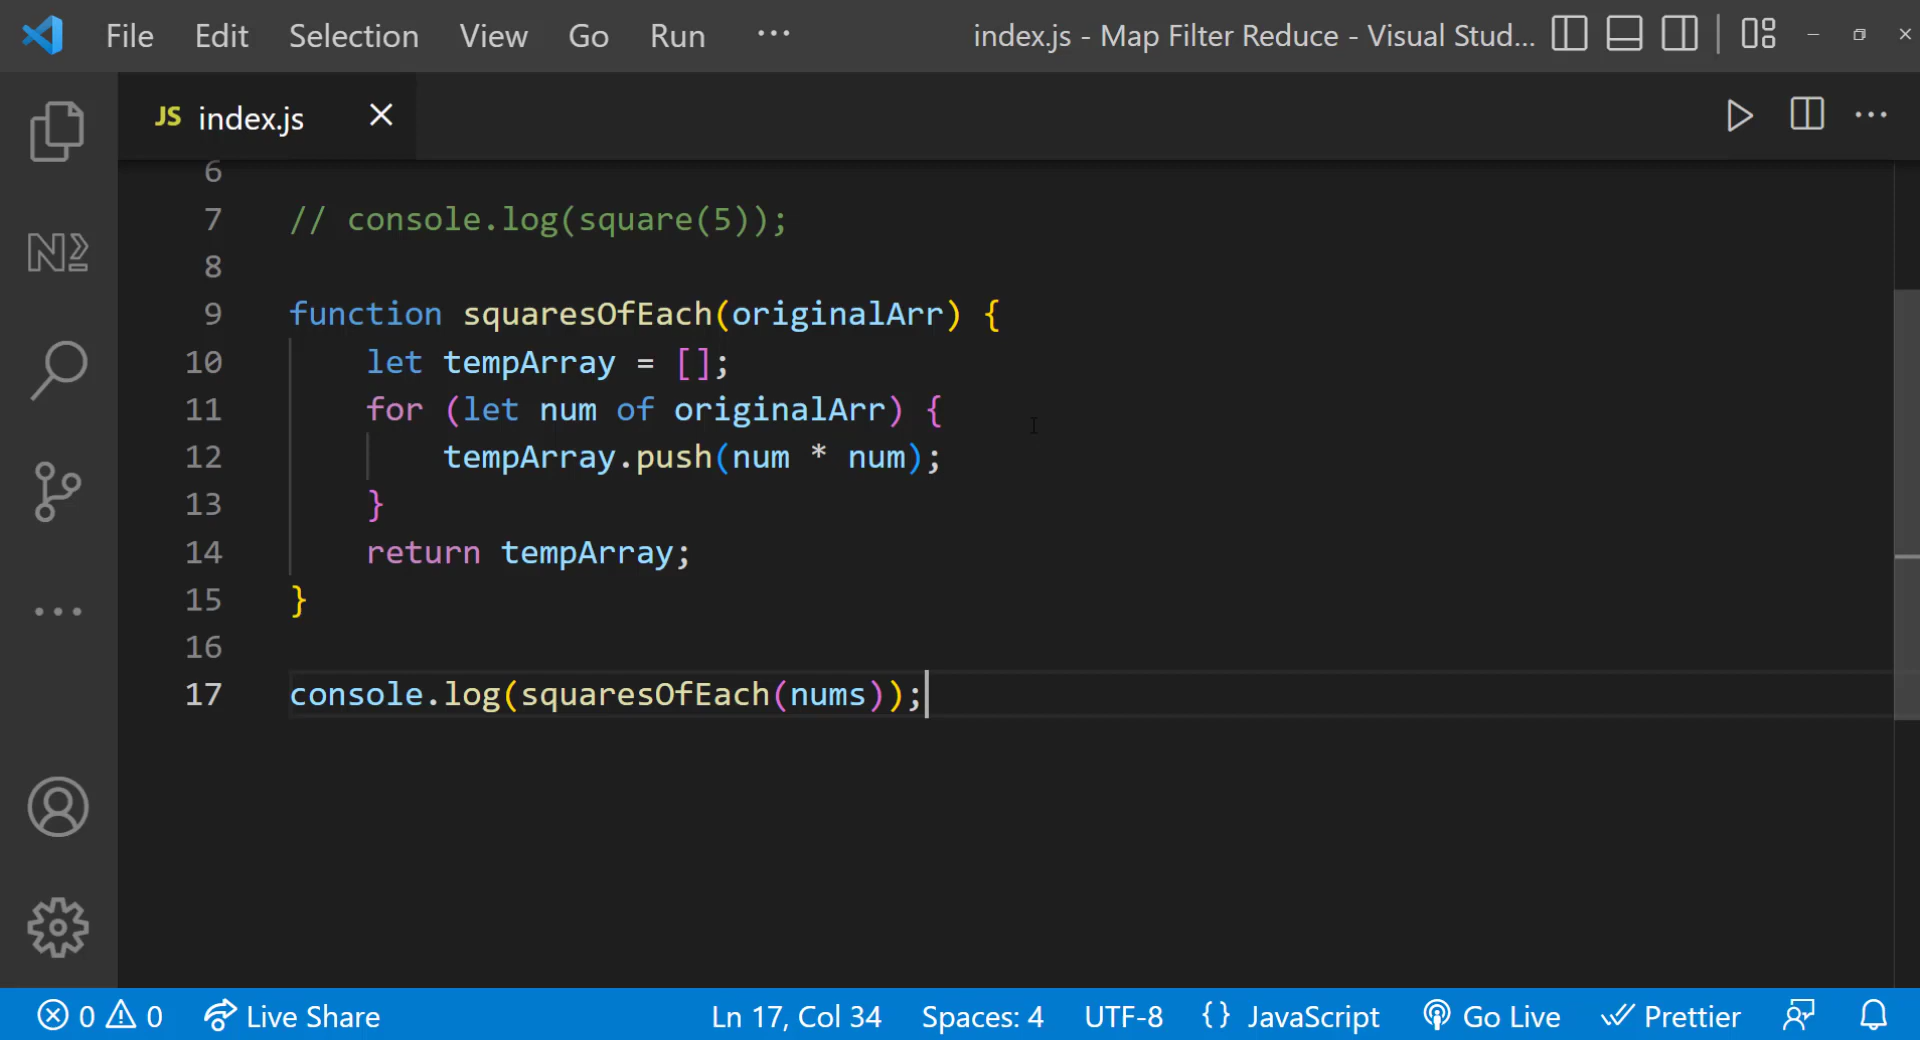 File Edit Selection View Go Run ··· index.js - Map Filter Reduce - Visual Stud...
JS index.js
6
7 // console.log(square(5));
8
9 function squaresOfEach(originalArr) {
10 let tempArray = [];
11 for (let num of originalArr) {
12 tempArray.push(num * num);
13 }
14 return tempArray;
15 }
16
17 console.log(squaresOfEach(nums));
0 0 Live Share Ln 17, Col 34 Spaces: 4 UTF-8 {} JavaScript Go Live Prettier